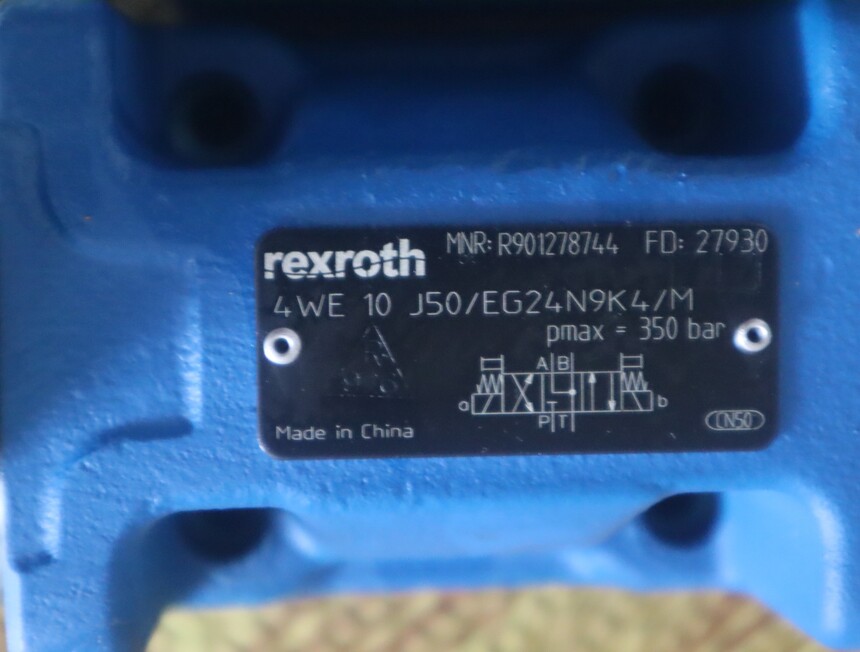 rexroth
MNR: R901278744 FD: 27930
4WE 10 J50/EG24N9K4/M
pmax = 350 bar
A B
a b
P T
Made in China
CN50